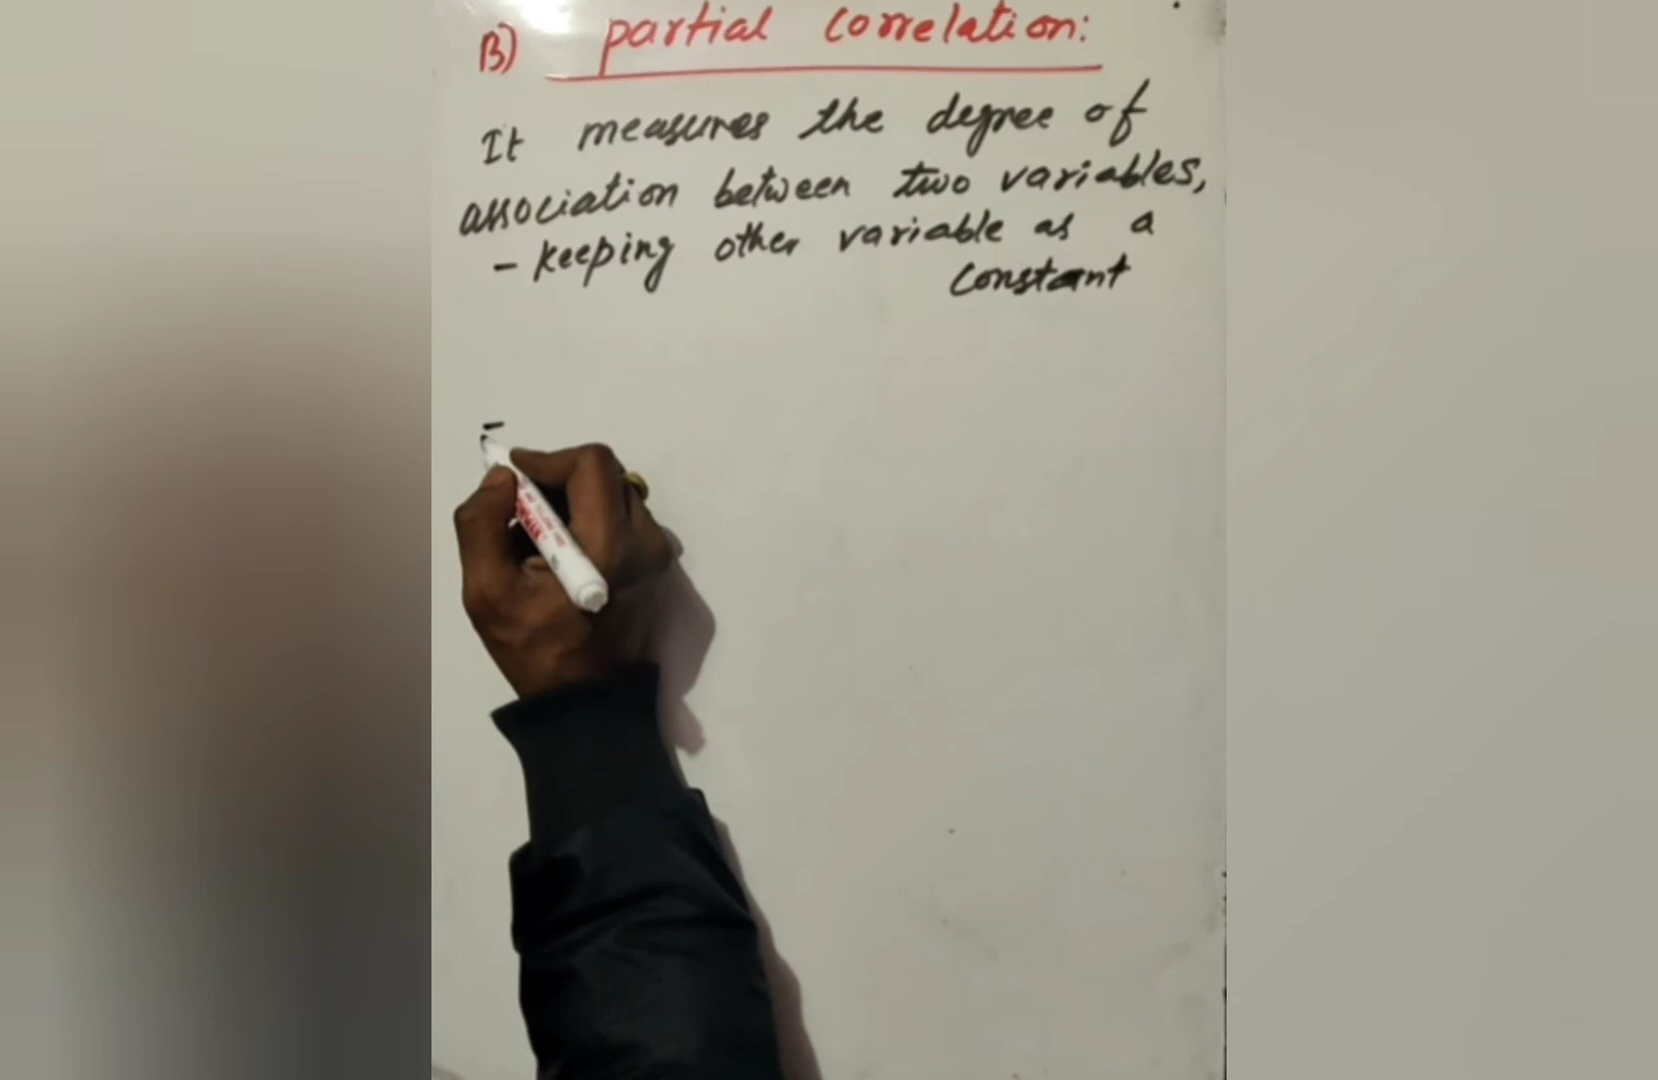 B) partial correlation:
It measures the degree of
association between two variables,
- keeping other variable as a
constant